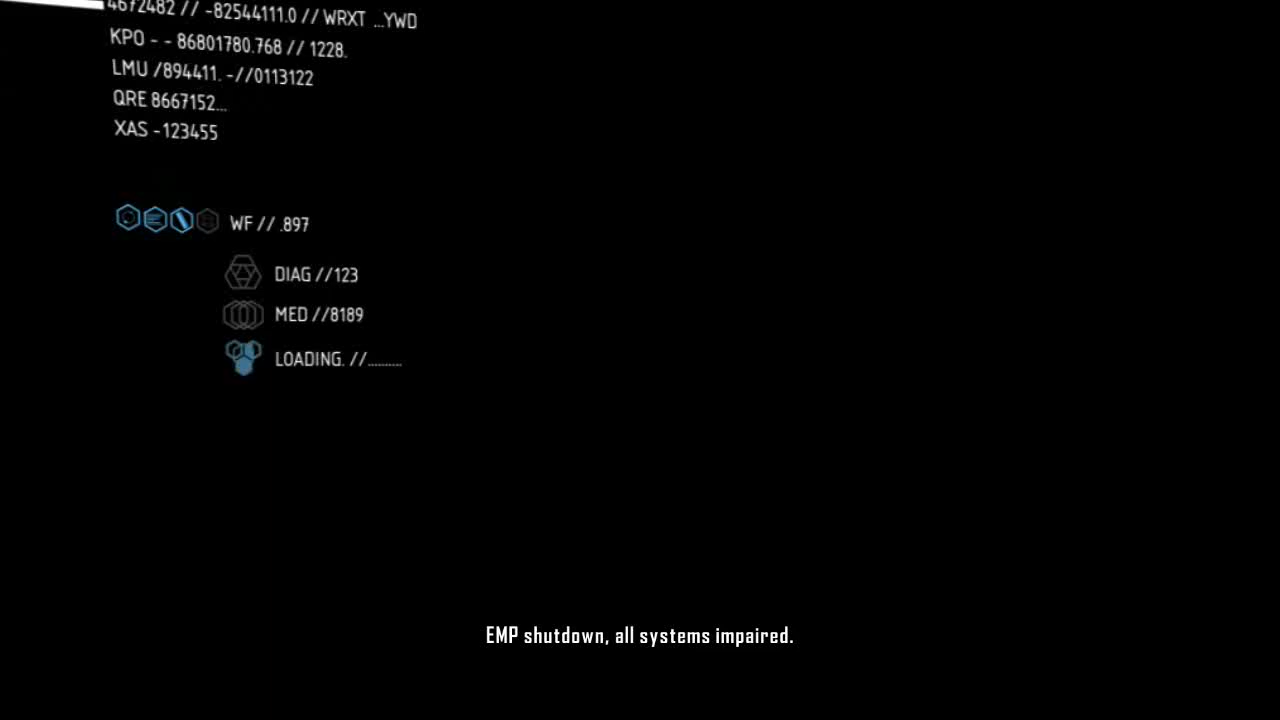 4672482 // -82544111.0 // WRXT ...YWD
KPO - - 86801780.768 // 1228.
LMU /894411. -//0113122
QRE 8667152...
XAS -123455
WF // .897
DIAG //123
MED //8189
LOADING. //..........
EMP shutdown, all systems impaired.